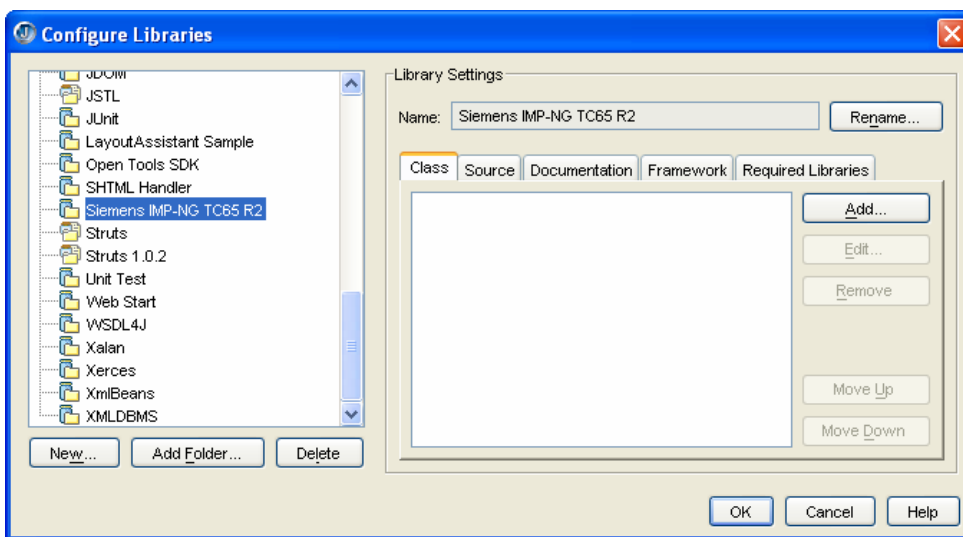 Configure Libraries
JDOM
JSTL
JUnit
LayoutAssistant Sample
Open Tools SDK
SHTML Handler
Siemens IMP-NG TC65 R2
Struts
Struts 1.0.2
Unit Test
Web Start
WSDL4J
Xalan
Xerces
XmlBeans
XMLDBMS
New...
Add Folder...
Delete
Library Settings
Name: Siemens IMP-NG TC65 R2 Rename...
Class Source Documentation Framework Required Libraries
Add...
Edit...
Remove
Move Up
Move Down
OK Cancel Help